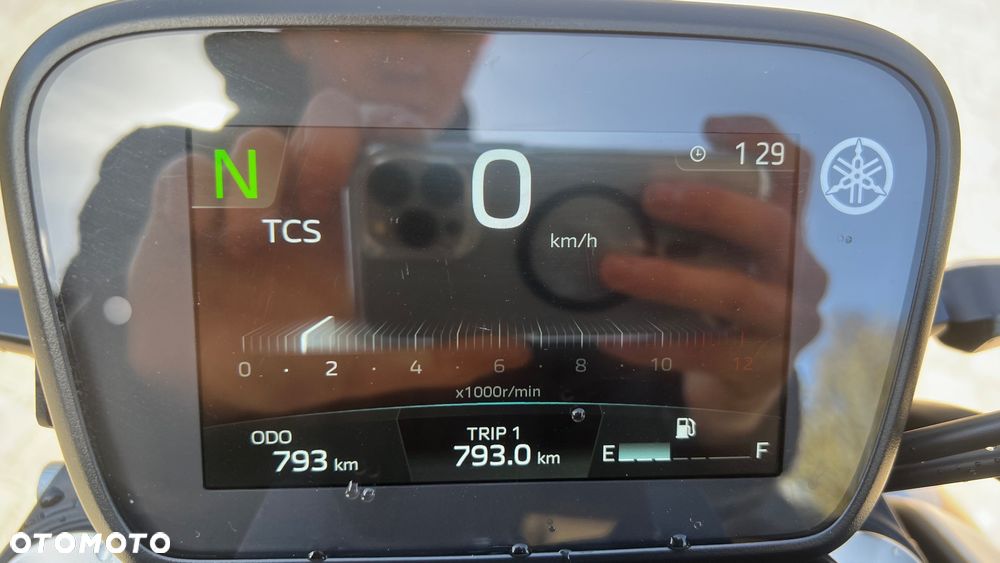 N
0
1 29
TCS
km/h
0 · 2 · 4 · 6 · 8 · 10 · 12
x1000r/min
ODO
793 km
TRIP 1
793.0 km
E F
OTOMOTO